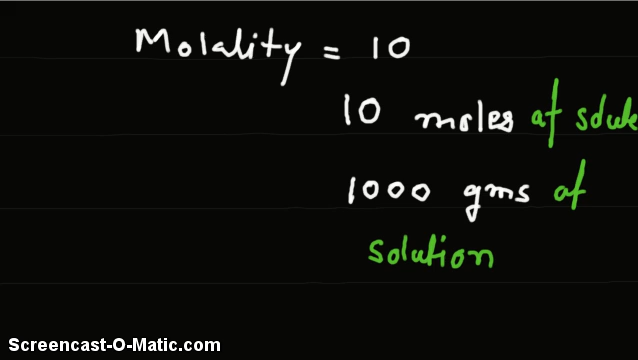 Molality = 10
10 moles of solute
1000 gms of
solution
Screencast-O-Matic.com